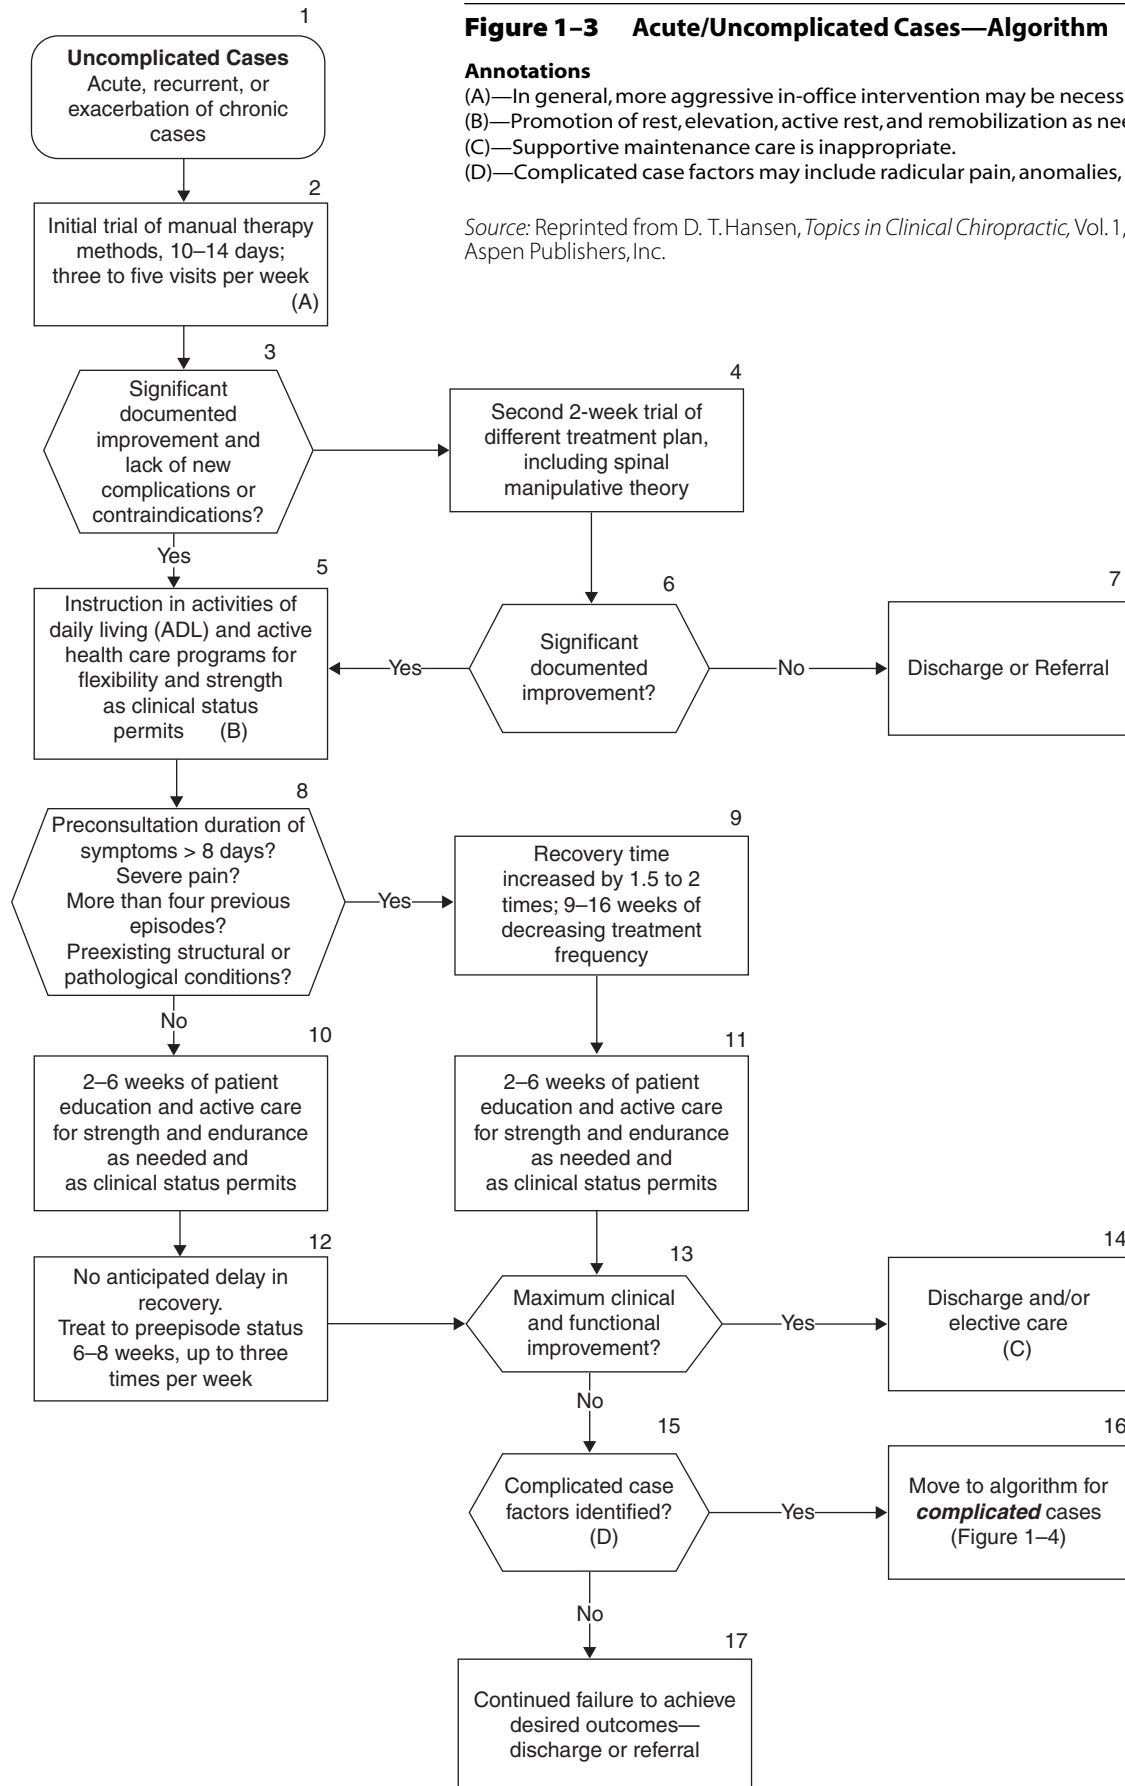 Figure 1–3 Acute/Uncomplicated Cases—Algorithm
Annotations
(A)—In general, more aggressive in-office intervention may be
(B)—Promotion of rest, elevation, active rest, and remobilization as
(C)—Supportive maintenance care is inappropriate.
(D)—Complicated case factors may include radicular pain, anomalies,
Source: Reprinted from D. T. Hansen, Topics in Clinical Chiropractic, Vol. 1,
Aspen Publishers, Inc.
1
Uncomplicated Cases
Acute, recurrent, or
exacerbation of chronic
cases
2
Initial trial of manual therapy
methods, 10–14 days;
three to five visits per week
(A)
3
Significant
documented
improvement and
lack of new
complications or
contraindications?
4
Second 2-week trial of
different treatment plan,
including spinal
manipulative theory
Yes
5
Instruction in activities of
daily living (ADL) and active
health care programs for
flexibility and strength
as clinical status
permits (B)
6
Significant
documented
improvement?
Yes
No
7
Discharge or Referral
8
Preconsultation duration of
symptoms > 8 days?
Severe pain?
More than four previous
episodes?
Preexisting structural or
pathological conditions?
Yes
9
Recovery time
increased by 1.5 to 2
times; 9–16 weeks of
decreasing treatment
frequency
No
10
2–6 weeks of patient
education and active care
for strength and endurance
as needed and
as clinical status permits
11
2–6 weeks of patient
education and active care
for strength and endurance
as needed and
as clinical status permits
12
No anticipated delay in
recovery.
Treat to preepisode status
6–8 weeks, up to three
times per week
13
Maximum clinical
and functional
improvement?
Yes
14
Discharge and/or
elective care
(C)
No
15
Complicated case
factors identified?
(D)
Yes
16
Move to algorithm for
complicated cases
(Figure 1–4)
No
17
Continued failure to achieve
desired outcomes—
discharge or referral